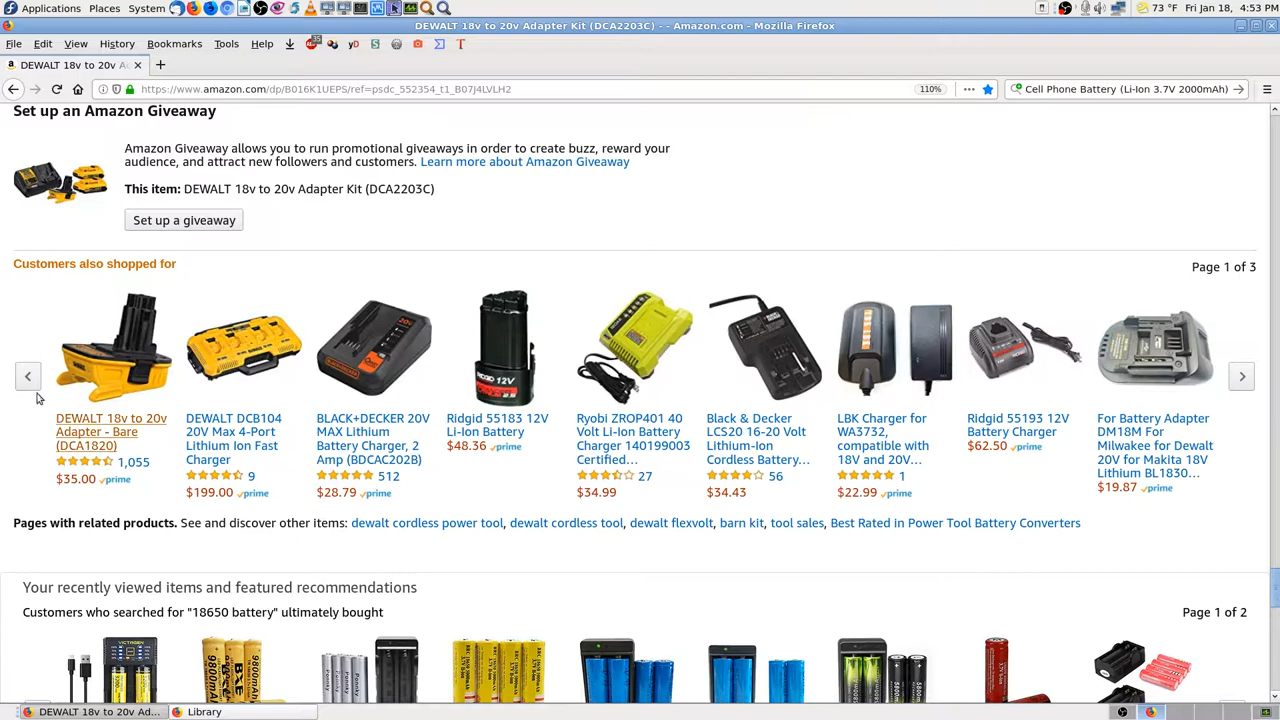 Applications Places System 73 °F Fri Jan 18, 4:53 PM
DEWALT 18v to 20v Adapter Kit (DCA2203C) - - Amazon.com - Mozilla Firefox
File Edit View History Bookmarks Tools Help
DEWALT 18v to 20v Ad
https://www.amazon.com/dp/B016K1UEPS/ref=psdc_552354_t1_B07J4LVLH2 110% Cell Phone Battery (Li-Ion 3.7V 2000mAh)
Set up an Amazon Giveaway
Amazon Giveaway allows you to run promotional giveaways in order to create buzz, reward your
audience, and attract new followers and customers. Learn more about Amazon Giveaway
This item: DEWALT 18v to 20v Adapter Kit (DCA2203C)
Set up a giveaway
Customers also shopped for
Page 1 of 3
DEWALT 18v to 20v
Adapter - Bare
(DCA1820)
1,055
$35.00 prime
DEWALT DCB104
20V Max 4-Port
Lithium Ion Fast
Charger
9
$199.00 prime
BLACK+DECKER 20V
MAX Lithium
Battery Charger, 2
Amp (BDCAC202B)
512
$28.79 prime
Ridgid 55183 12V
Li-Ion Battery
$48.36 prime
Ryobi ZROP401 40
Volt Li-Ion Battery
Charger 140199003
Certified...
27
$34.99
Black & Decker
LCS20 16-20 Volt
Lithium-Ion
Cordless Battery...
56
$34.43
LBK Charger for
WA3732,
compatible with
18V and 20V...
1
$22.99 prime
Ridgid 55193 12V
Battery Charger
$62.50 prime
For Battery Adapter
DM18M For
Milwakee for Dewalt
20V for Makita 18V
Lithium BL1830...
$19.87 prime
Pages with related products. See and discover other items: dewalt cordless power tool, dewalt cordless tool, dewalt flexvolt, barn kit, tool sales, Best Rated in Power Tool Battery Converters
Your recently viewed items and featured recommendations
Customers who searched for "18650 battery" ultimately bought
Page 1 of 2
DEWALT 18v to 20v Ad... Library